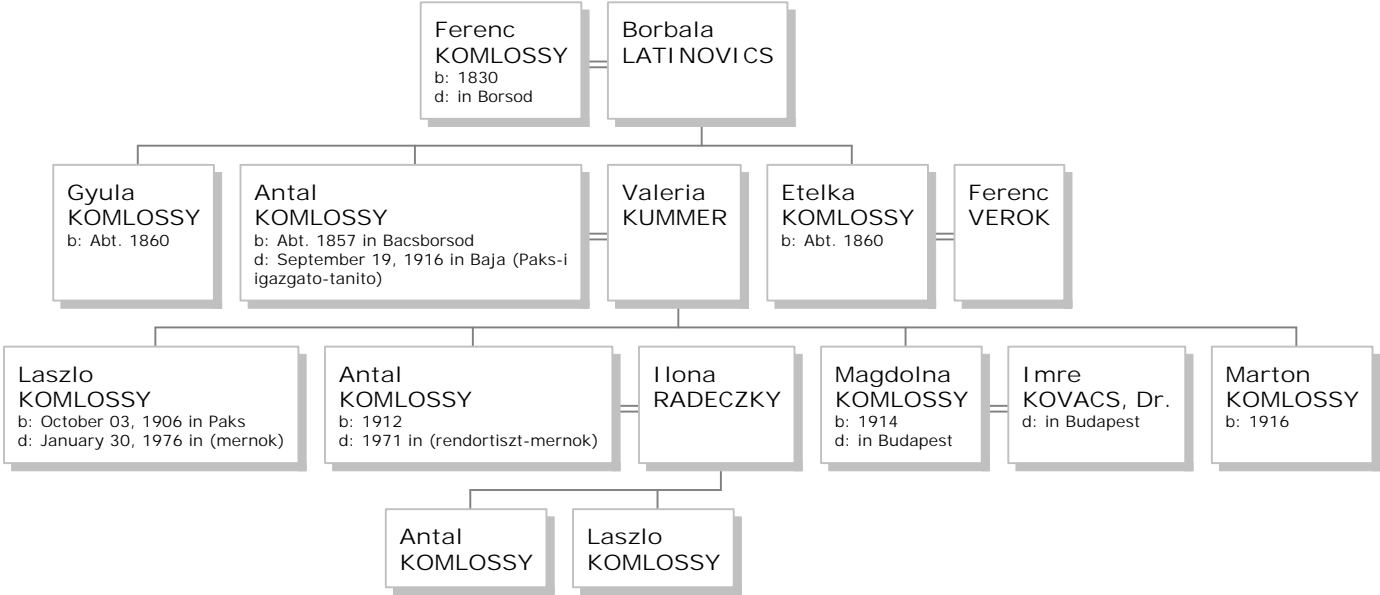 Ferenc
KOMLOSSY
b: 1830
d: in Borsod
Borbala
LATINOVICS
Gyula
KOMLOSSY
b: Abt. 1860
Antal
KOMLOSSY
b: Abt. 1857 in Bacsborsod
d: September 19, 1916 in Baja (Paks-i
igazgato-tanito)
Valeria
KUMMER
Etelka
KOMLOSSY
b: Abt. 1860
Ferenc
VEROK
Laszlo
KOMLOSSY
b: October 03, 1906 in Paks
d: January 30, 1976 in (mernok)
Antal
KOMLOSSY
b: 1912
d: 1971 in (rendortiszt-mernok)
Ilona
RADECZKY
Magdolna
KOMLOSSY
b: 1914
d: in Budapest
Imre
KOVACS, Dr.
d: in Budapest
Marton
KOMLOSSY
b: 1916
Antal
KOMLOSSY
Laszlo
KOMLOSSY